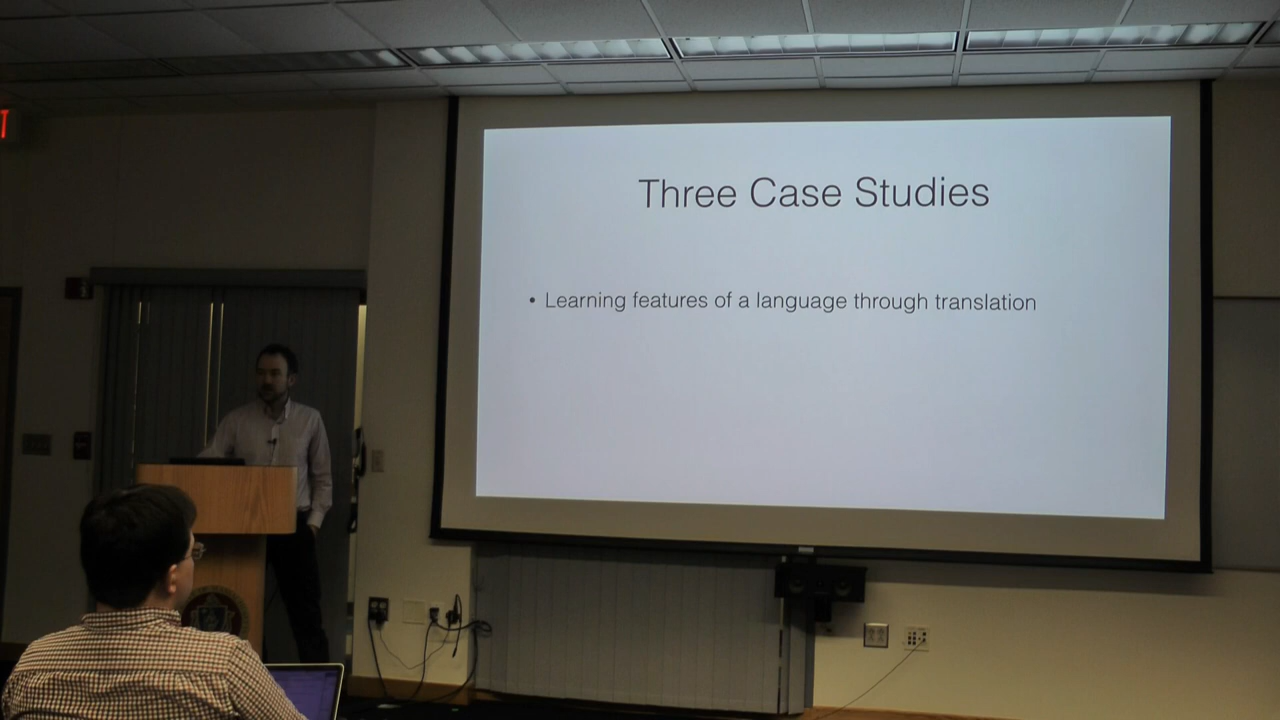 Three Case Studies
• Learning features of a language through translation